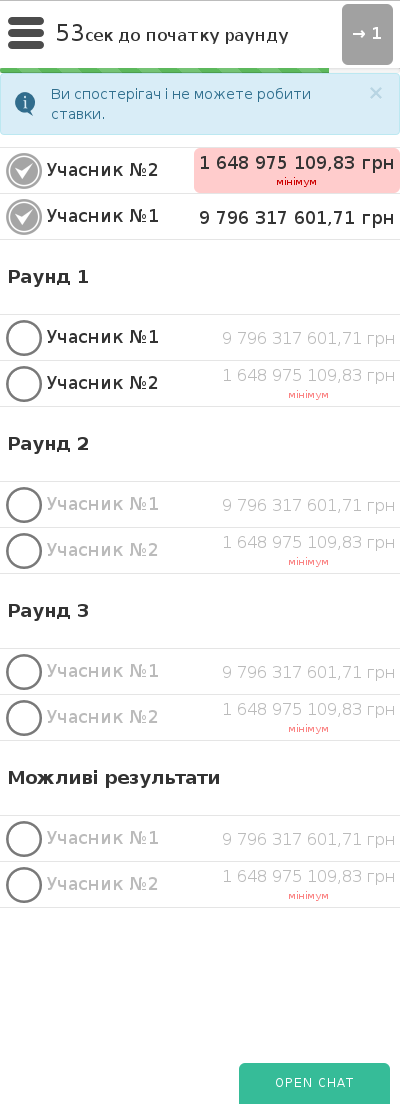 53сек до початку раунду
→ 1
Ви спостерігач і не можете робити
ставки.
×
Учасник №2
1 648 975 109,83 грн
мінімум
Учасник №1
9 796 317 601,71 грн
Раунд 1
Учасник №1
9 796 317 601,71 грн
Учасник №2
1 648 975 109,83 грн
мінімум
Раунд 2
Учасник №1
9 796 317 601,71 грн
Учасник №2
1 648 975 109,83 грн
мінімум
Раунд 3
Учасник №1
9 796 317 601,71 грн
Учасник №2
1 648 975 109,83 грн
мінімум
Можливі результати
Учасник №1
9 796 317 601,71 грн
Учасник №2
1 648 975 109,83 грн
мінімум
OPEN CHAT